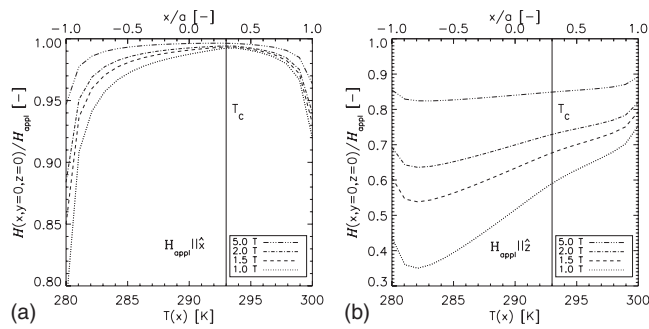 x/a [-]
-1.0 -0.5 0.0 0.5 1.0
H(x,y=0,z=0)/H_appl [-]
1.00
0.95
0.90
0.85
0.80
T_c
H_appl||x̂
5.0 T
2.0 T
1.5 T
1.0 T
280 285 290 295 300
T(x) [K]
(a)
x/a [-]
-1.0 -0.5 0.0 0.5 1.0
H(x,y=0,z=0)/H_appl [-]
1.0
0.9
0.8
0.7
0.6
0.5
0.4
0.3
T_c
H_appl||ẑ
5.0 T
2.0 T
1.5 T
1.0 T
280 285 290 295 300
T(x) [K]
(b)